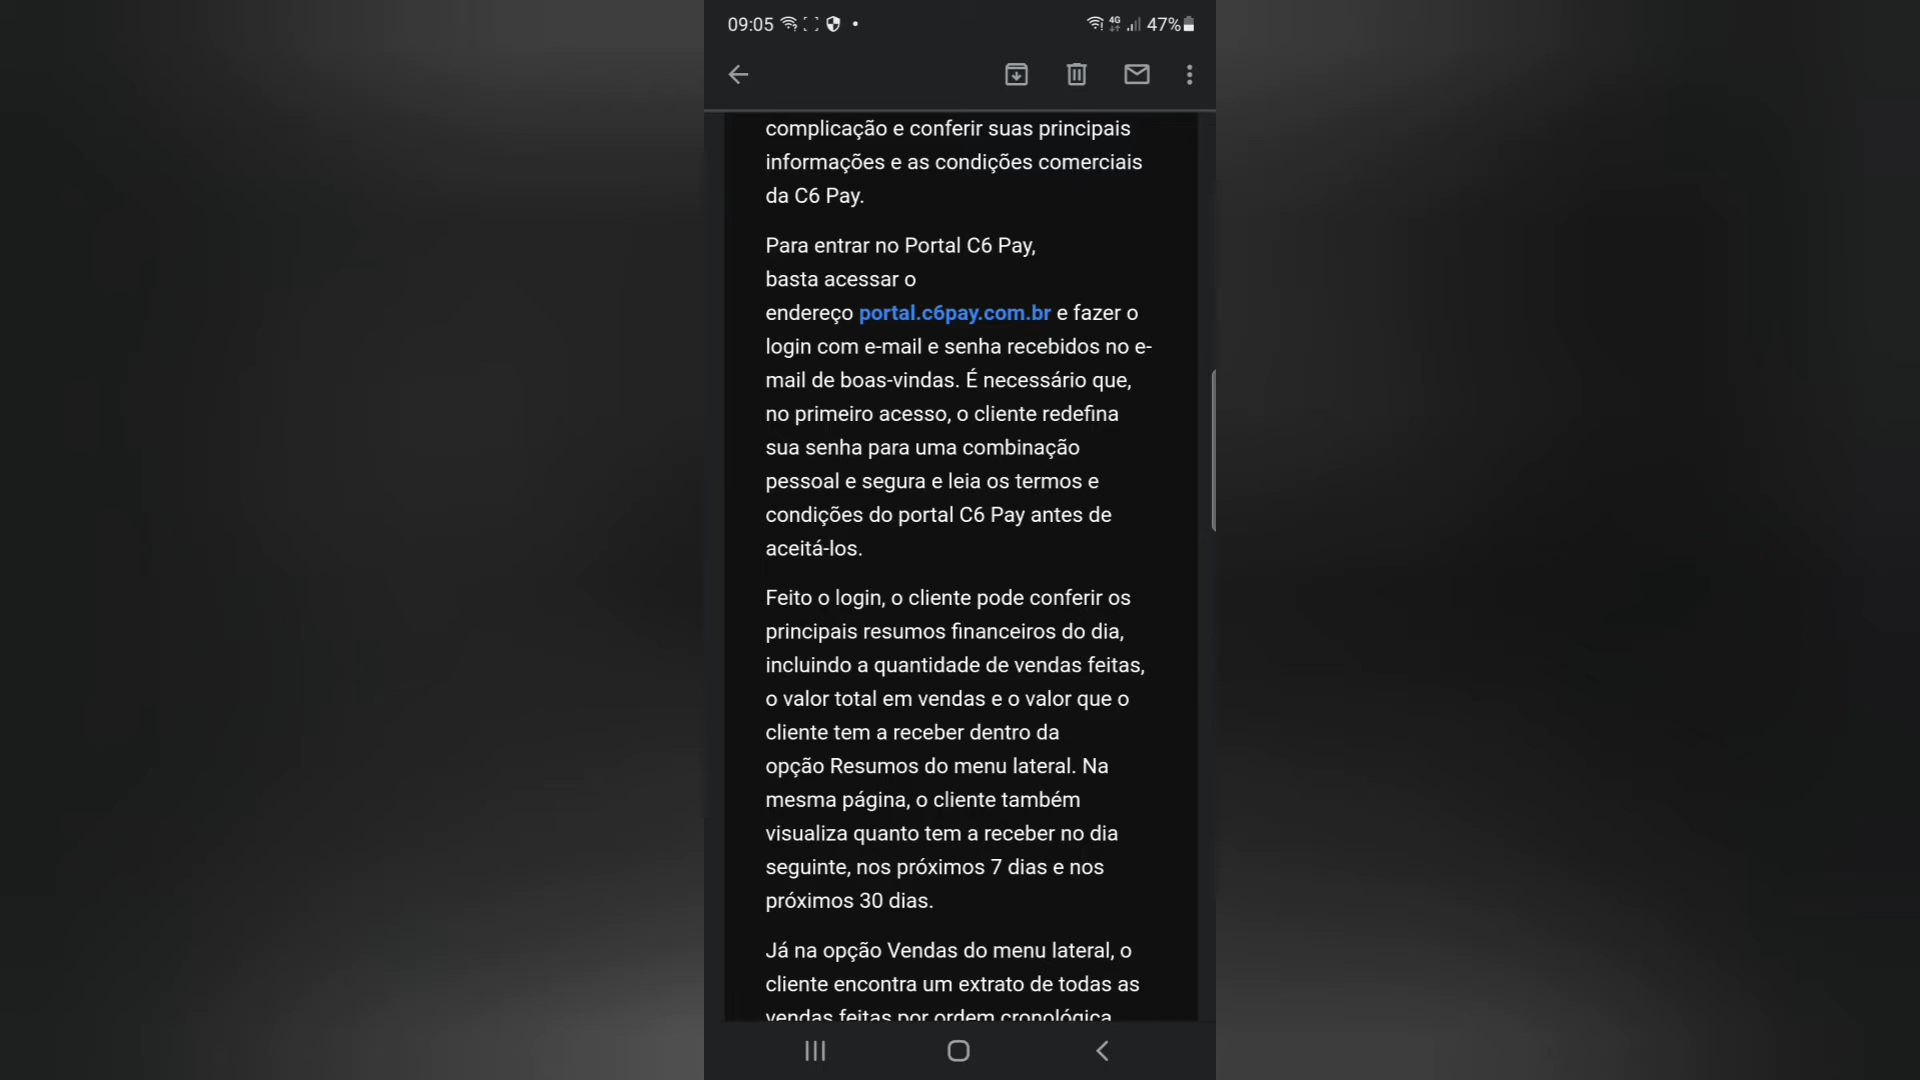 09:05
4G
47%
complicação e conferir suas principais
informações e as condições comerciais
da C6 Pay.
Para entrar no Portal C6 Pay,
basta acessar o
endereço portal.c6pay.com.br e fazer o
login com e-mail e senha recebidos no e-
mail de boas-vindas. É necessário que,
no primeiro acesso, o cliente redefina
sua senha para uma combinação
pessoal e segura e leia os termos e
condições do portal C6 Pay antes de
aceitá-los.
Feito o login, o cliente pode conferir os
principais resumos financeiros do dia,
incluindo a quantidade de vendas feitas,
o valor total em vendas e o valor que o
cliente tem a receber dentro da
opção Resumos do menu lateral. Na
mesma página, o cliente também
visualiza quanto tem a receber no dia
seguinte, nos próximos 7 dias e nos
próximos 30 dias.
Já na opção Vendas do menu lateral, o
cliente encontra um extrato de todas as
vendas feitas por ordem cronológica